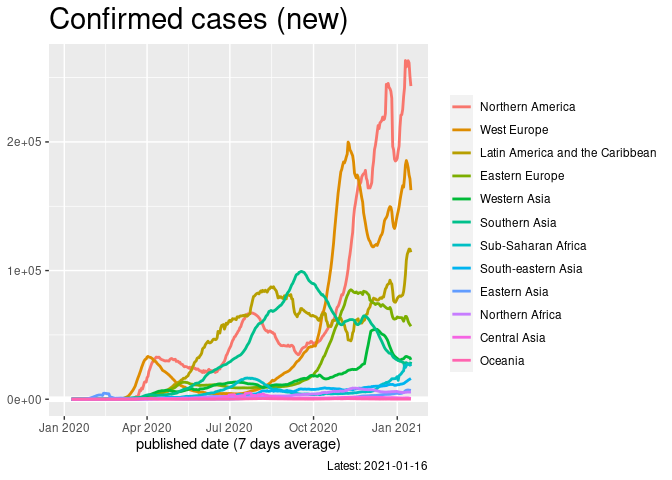 Confirmed cases (new)
2e+05
1e+05
0e+00
Jan 2020 Apr 2020 Jul 2020 Oct 2020 Jan 2021
published date (7 days average)
Latest: 2021-01-16
Northern America
West Europe
Latin America and the Caribbean
Eastern Europe
Western Asia
Southern Asia
Sub-Saharan Africa
South-eastern Asia
Eastern Asia
Northern Africa
Central Asia
Oceania